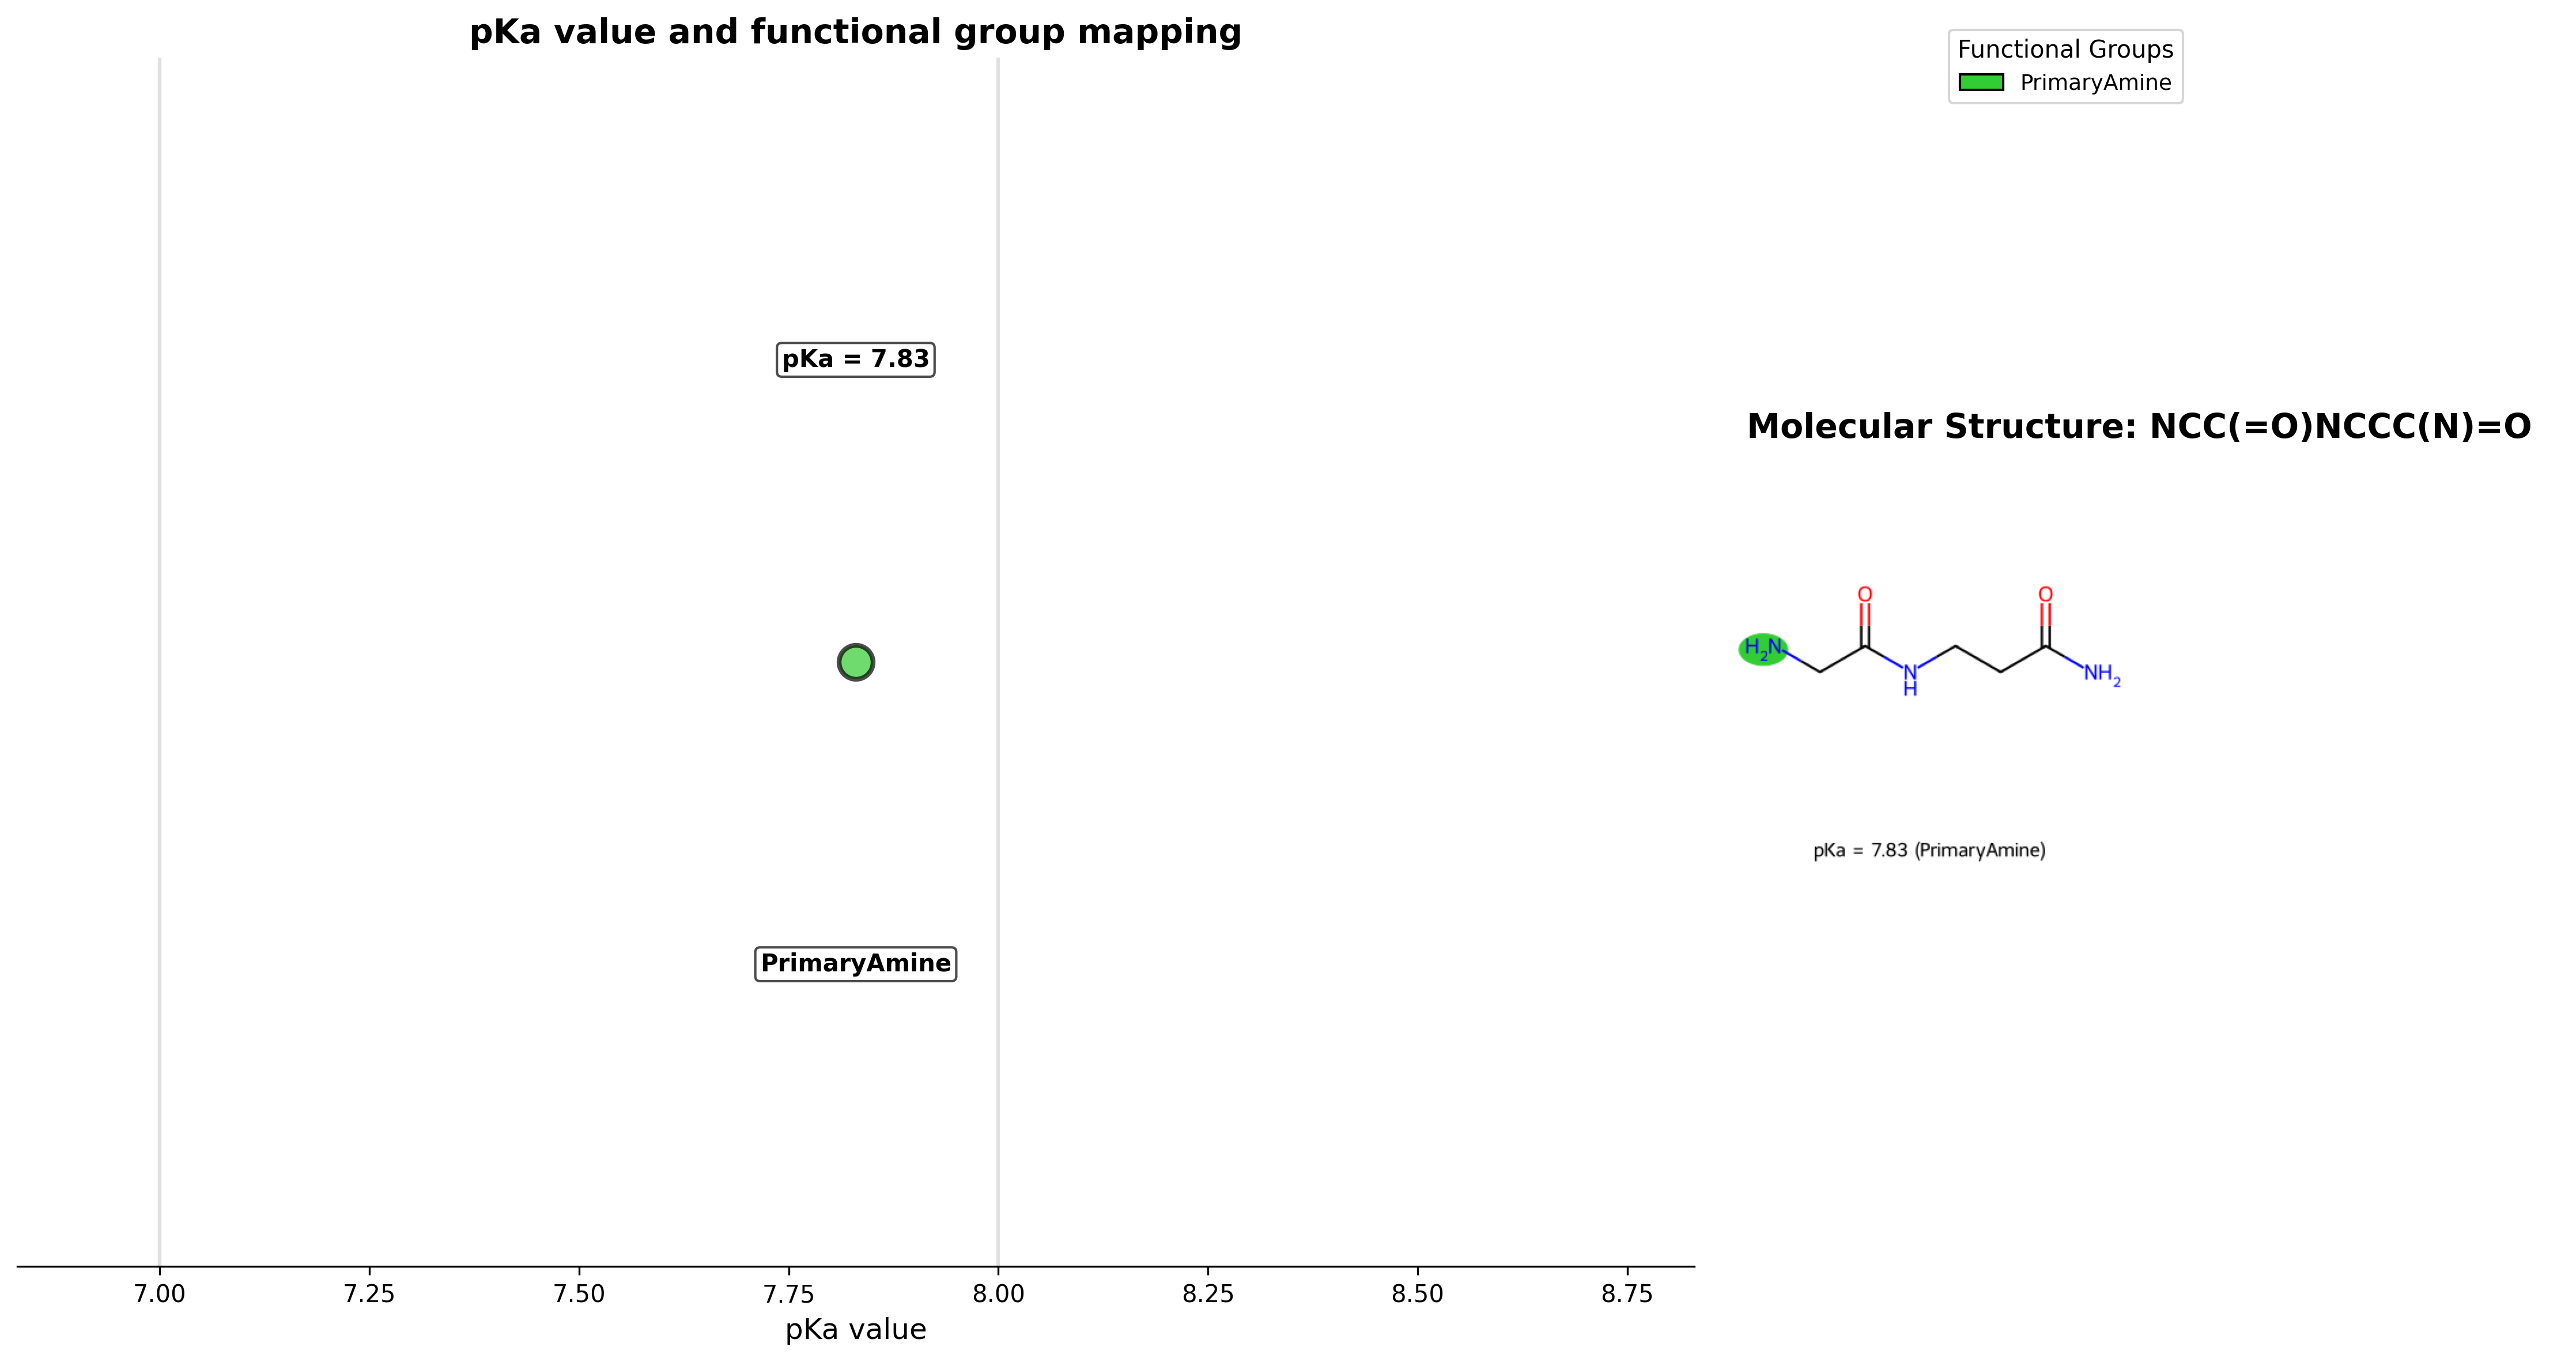 pKa value and functional group mapping
pKa = 7.83
PrimaryAmine
7.00 7.25 7.50 7.75 8.00 8.25 8.50 8.75
pKa value
Functional Groups
PrimaryAmine
Molecular Structure: NCC(=O)NCCC(N)=O
O O
H2N
N
H
NH2
pKa = 7.83 (PrimaryAmine)